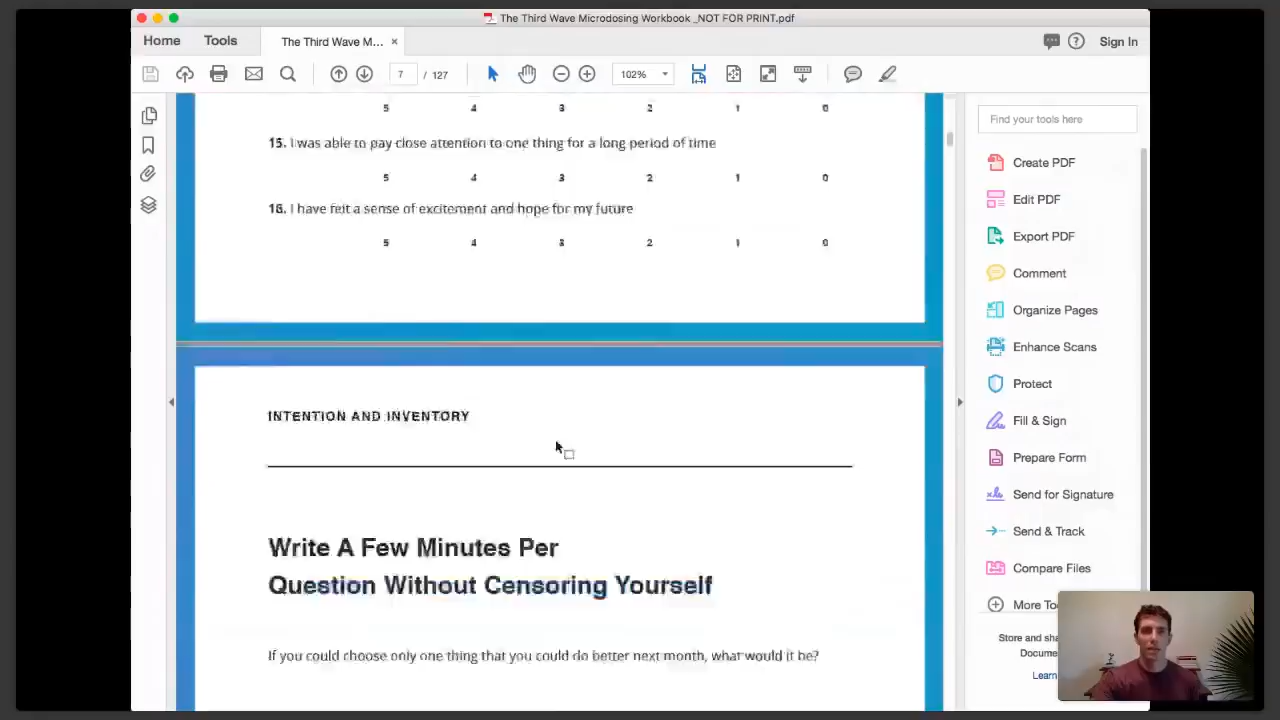 The Third Wave Microdosing Workbook _NOT FOR PRINT.pdf
Home Tools The Third Wave M... × Sign In
7 / 127 102%
Find your tools here
5 4 3 2 1 0
15. I was able to pay close attention to one thing for a long period of time
5 4 3 2 1 0
16. I have felt a sense of excitement and hope for my future
5 4 3 2 1 0
INTENTION AND INVENTORY
Write A Few Minutes Per
Question Without Censoring Yourself
If you could choose only one thing that you could do better next month, what would it be?
Create PDF
Edit PDF
Export PDF
Comment
Organize Pages
Enhance Scans
Protect
Fill & Sign
Prepare Form
Send for Signature
Send & Track
Compare Files
More
Store and
Learn